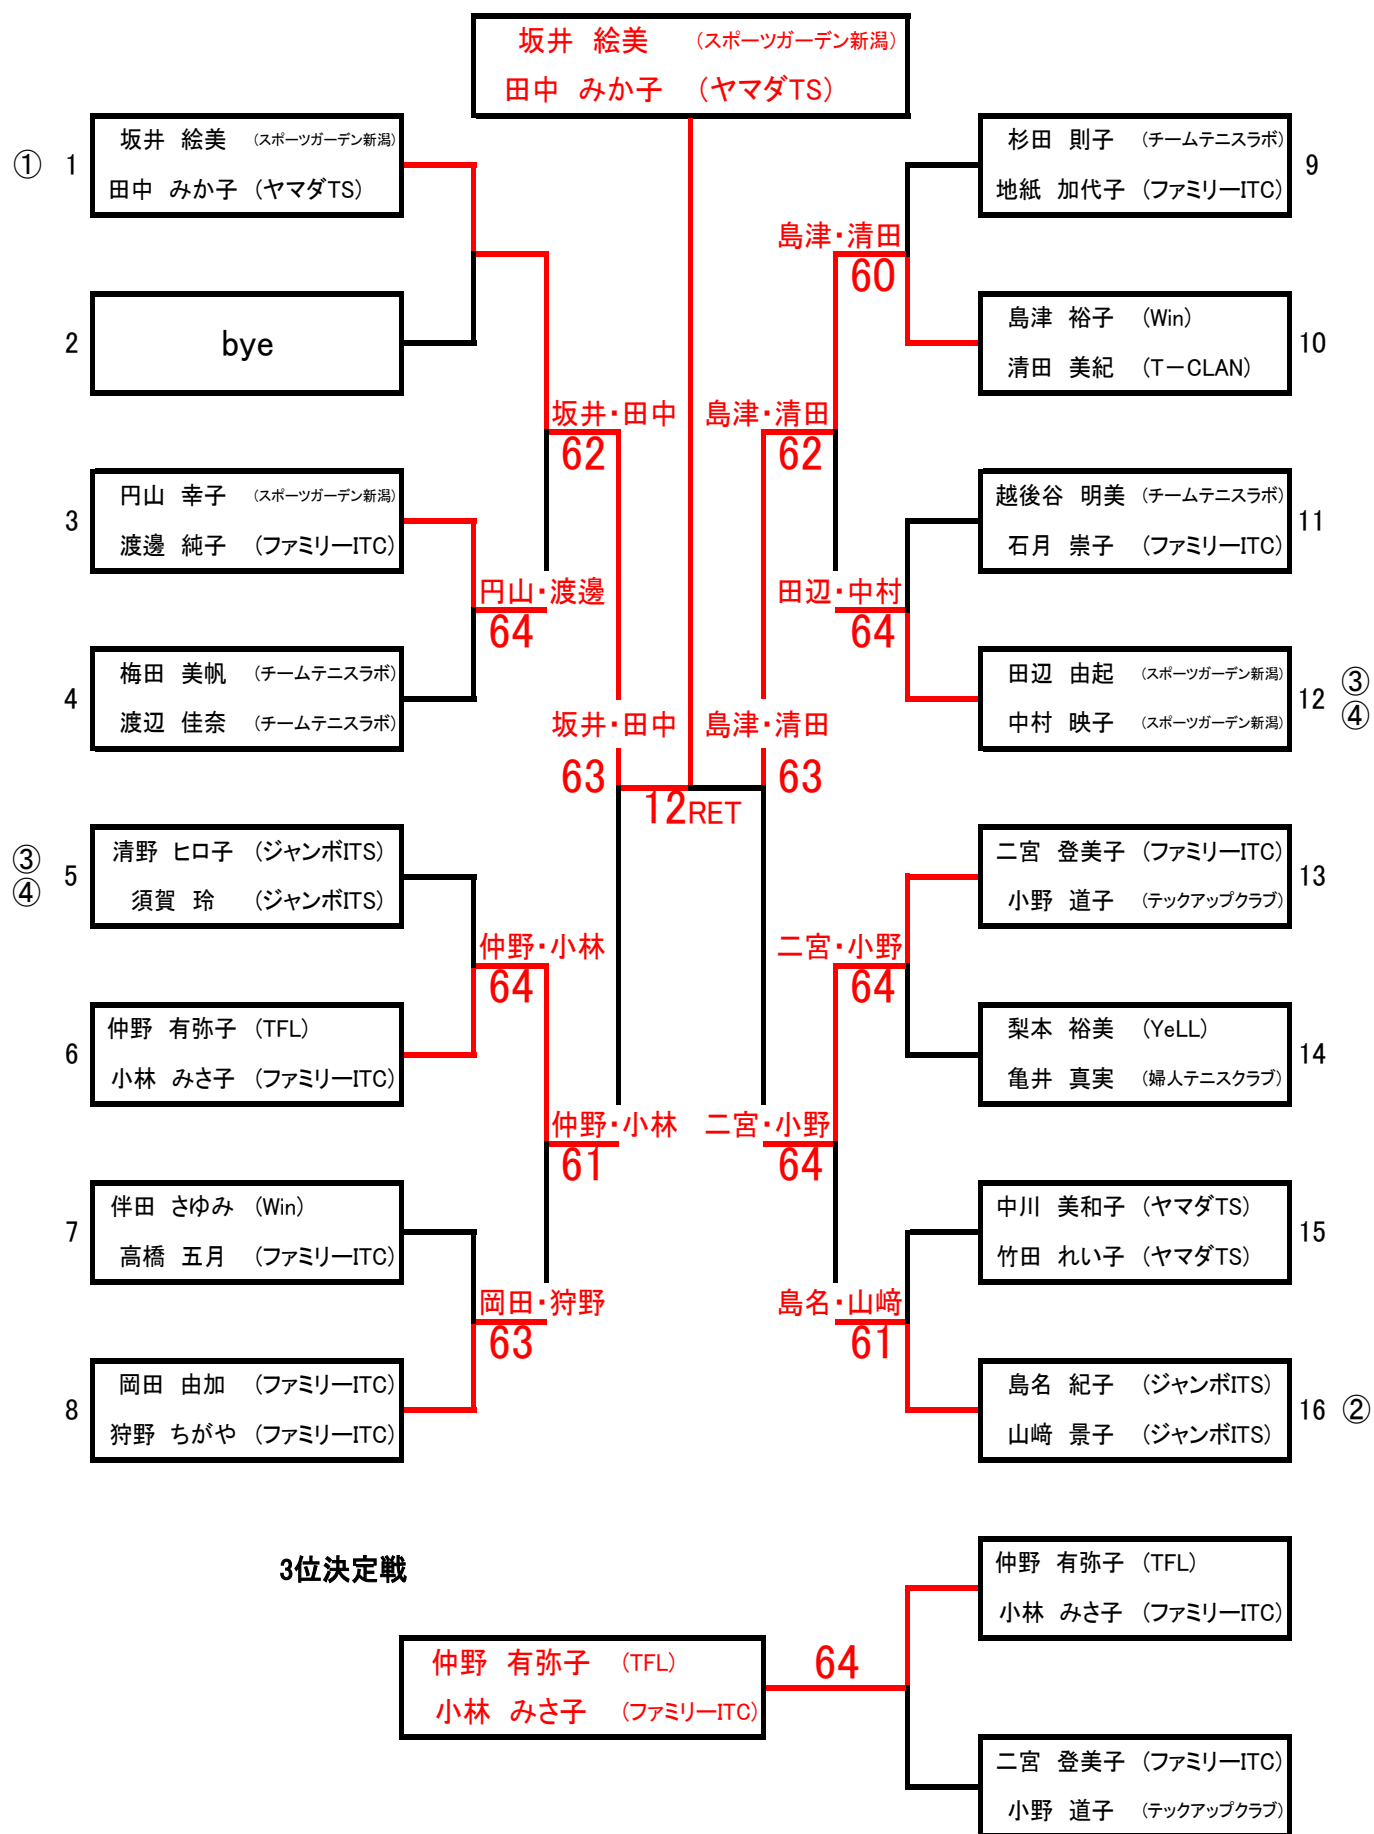 坂井 絵美 (スポーツガーデン新潟)
田中 みか子 (ヤマダTS)
① 1
坂井 絵美 (スポーツガーデン新潟)
田中 みか子 (ヤマダTS)
2
bye
3
円山 幸子 (スポーツガーデン新潟)
渡邊 純子 (ファミリーITC)
4
梅田 美帆 (チームテニスラボ)
渡辺 佳奈 (チームテニスラボ)
③
④
5
清野 ヒロ子 (ジャンボITS)
須賀 玲 (ジャンボITS)
6
仲野 有弥子 (TFL)
小林 みさ子 (ファミリーITC)
7
伴田 さゆみ (Win)
高橋 五月 (ファミリーITC)
8
岡田 由加 (ファミリーITC)
狩野 ちがや (ファミリーITC)
円山・渡邊
64
仲野・小林
64
岡田・狩野
63
坂井・田中
62
仲野・小林
61
坂井・田中
63
12RET
島津・清田
63
島津・清田
62
二宮・小野
64
島津・清田
60
田辺・中村
64
二宮・小野
64
島名・山﨑
61
杉田 則子 (チームテニスラボ)
地紙 加代子 (ファミリーITC)
9
島津 裕子 (Win)
清田 美紀 (T－CLAN)
10
越後谷 明美 (チームテニスラボ)
石月 崇子 (ファミリーITC)
11
田辺 由起 (スポーツガーデン新潟)
中村 映子 (スポーツガーデン新潟)
12
③
④
二宮 登美子 (ファミリーITC)
小野 道子 (テックアップクラブ)
13
梨本 裕美 (YeLL)
亀井 真実 (婦人テニスクラブ)
14
中川 美和子 (ヤマダTS)
竹田 れい子 (ヤマダTS)
15
島名 紀子 (ジャンボITS)
山﨑 景子 (ジャンボITS)
16 ②
3位決定戦
仲野 有弥子 (TFL)
小林 みさ子 (ファミリーITC)
64
仲野 有弥子 (TFL)
小林 みさ子 (ファミリーITC)
二宮 登美子 (ファミリーITC)
小野 道子 (テックアップクラブ)